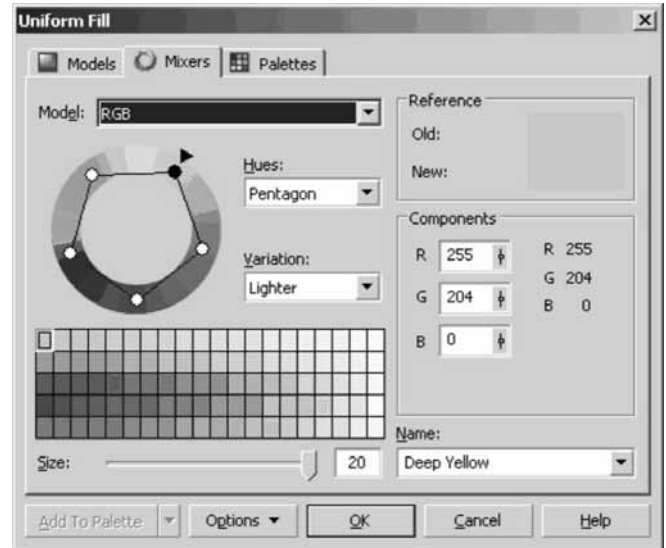 Uniform Fill
Models Mixers Palettes
Model: RGB
Hues:
Pentagon
Variation:
Lighter
Size: 20
Reference
Old:
New:
Components
R 255 R 255
G 204 G 204
B 0 B 0
Name:
Deep Yellow
Add To Palette Options OK Cancel Help